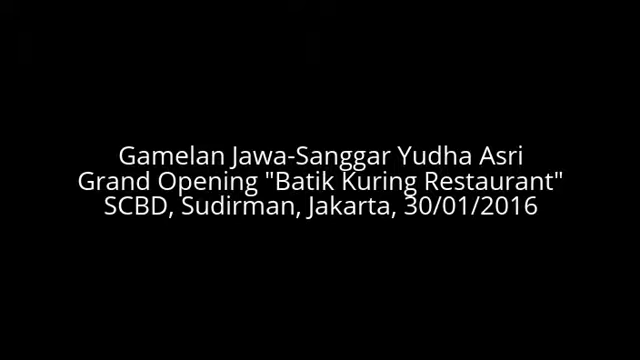 Gamelan Jawa-Sanggar Yudha Asri
Grand Opening "Batik Kuring Restaurant"
SCBD, Sudirman, Jakarta, 30/01/2016